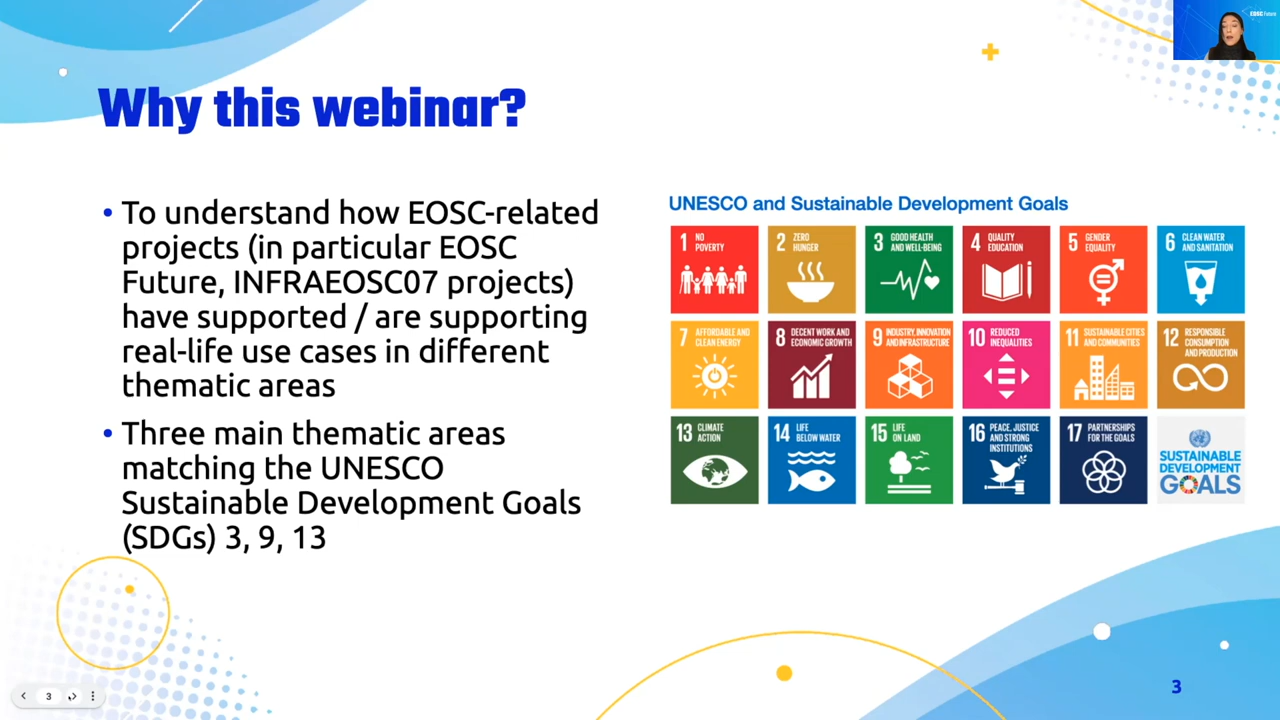 EOSC Future
Why this webinar?
• To understand how EOSC-related
projects (in particular EOSC
Future, INFRAEOSC07 projects)
have supported / are supporting
real-life use cases in different
thematic areas
• Three main thematic areas
matching the UNESCO
Sustainable Development Goals
(SDGs) 3, 9, 13
UNESCO and Sustainable Development Goals
1 NO
POVERTY
2 ZERO
HUNGER
3 GOOD HEALTH
AND WELL-BEING
4 QUALITY
EDUCATION
5 GENDER
EQUALITY
6 CLEAN WATER
AND SANITATION
7 AFFORDABLE AND
CLEAN ENERGY
8 DECENT WORK AND
ECONOMIC GROWTH
9 INDUSTRY, INNOVATION
AND INFRASTRUCTURE
10 REDUCED
INEQUALITIES
11 SUSTAINABLE CITIES
AND COMMUNITIES
12 RESPONSIBLE
CONSUMPTION
AND PRODUCTION
13 CLIMATE
ACTION
14 LIFE
BELOW WATER
15 LIFE
ON LAND
16 PEACE, JUSTICE
AND STRONG
INSTITUTIONS
17 PARTNERSHIPS
FOR THE GOALS
SUSTAINABLE
DEVELOPMENT
GOALS
3
3